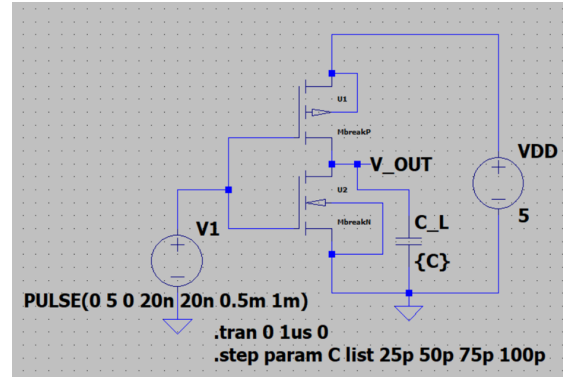 U1
MbreakP
V_OUT
VDD
U2
MbreakN
5
V1
C_L
{C}
PULSE(0 5 0 20n 20n 0.5m 1m)
.tran 0 1us 0
.step param C list 25p 50p 75p 100p